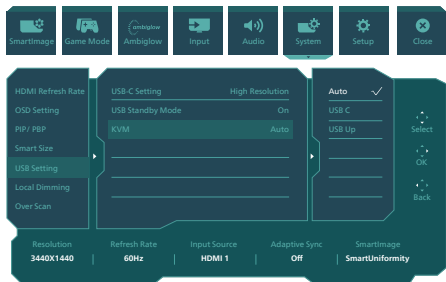 ambiglow
SmartImage Game Mode Ambiglow Input Audio System Setup Close
HDMI Refresh Rate USB-C Setting High Resolution Auto
OSD Setting USB Standby Mode On USB C
PIP/ PBP KVM Auto USB Up Select
Smart Size
OK
USB Setting
Local Dimming
Back
Over Scan
Resolution Refresh Rate Input Source Adaptive Sync SmartImage
3440X1440 | 60Hz | HDMI 1 | Off | SmartUniformity